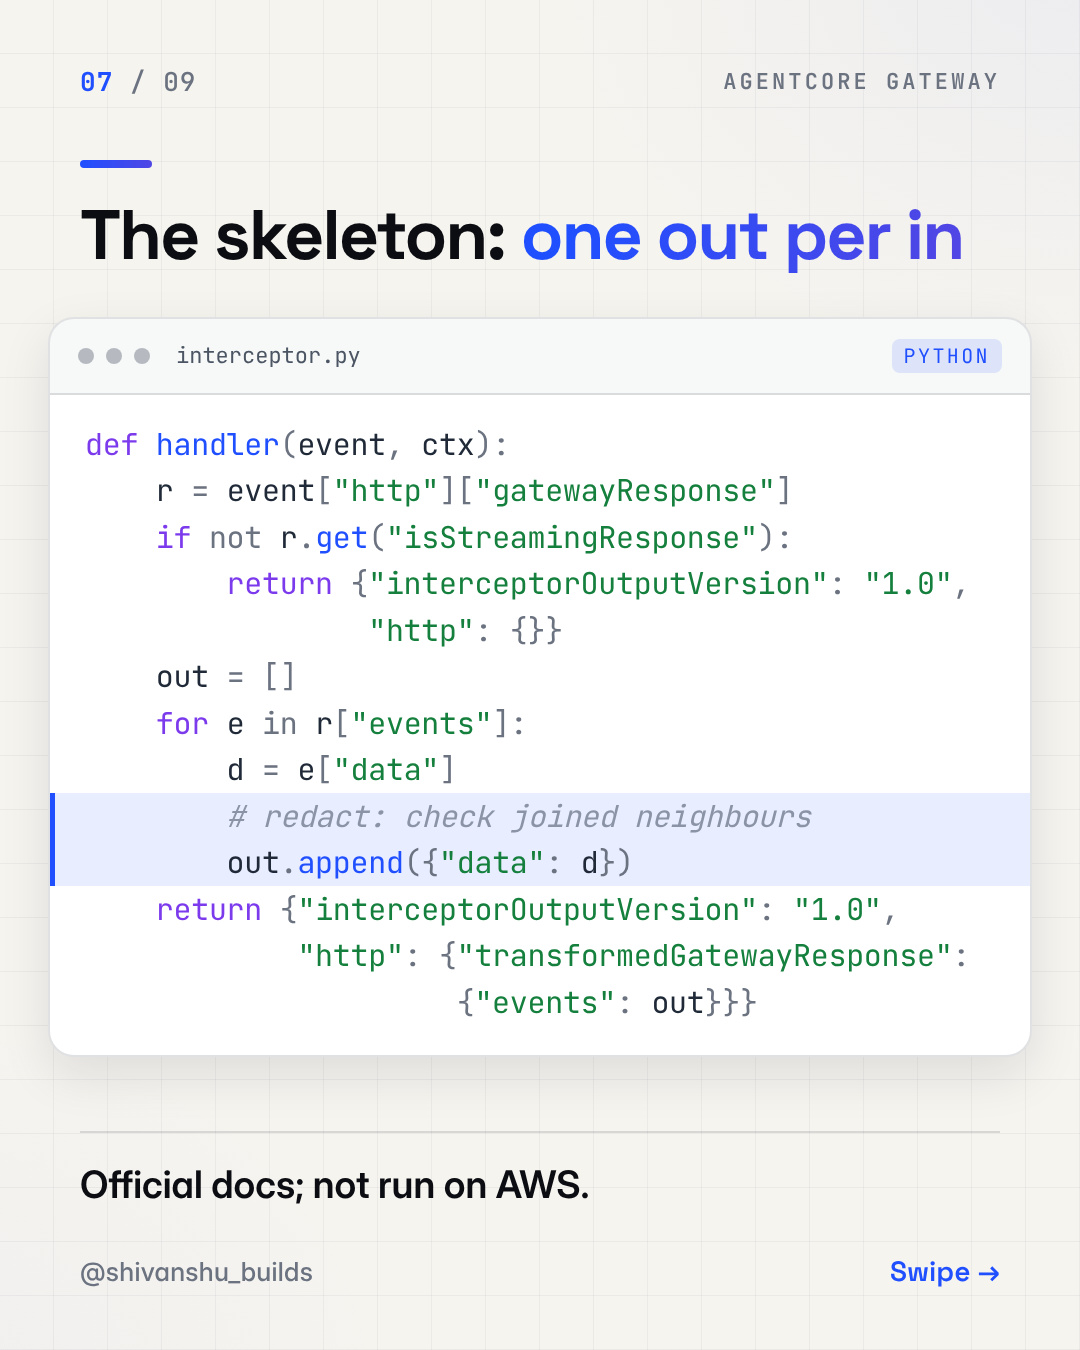 07 / 09
AGENTCORE GATEWAY
The skeleton: one out per in
interceptor.py
PYTHON
def handler(event, ctx):
    r = event["http"]["gatewayResponse"]
    if not r.get("isStreamingResponse"):
        return {"interceptorOutputVersion": "1.0",
                "http": {}}
    out = []
    for e in r["events"]:
        d = e["data"]
        # redact: check joined neighbours
        out.append({"data": d})
    return {"interceptorOutputVersion": "1.0",
            "http": {"transformedGatewayResponse":
                     {"events": out}}}
Official docs; not run on AWS.
@shivanshu_builds
Swipe →